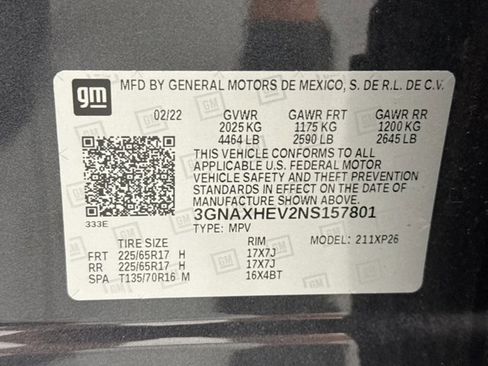 gm
MFD BY GENERAL MOTORS DE MEXICO, S. DE R.L. DE C.V.
02/22 GVWR GAWR FRT GAWR RR
2025 KG 1175 KG 1200 KG
4464 LB 2590 LB 2645 LB
THIS VEHICLE CONFORMS TO ALL
APPLICABLE U.S. FEDERAL MOTOR
VEHICLE SAFETY AND THEFT PREVENTION
STANDARDS IN EFFECT ON THE DATE OF
MANUFACTURE SHOWN ABOVE.
3GNAXHEV2NS157801
333E
TYPE: MPV MODEL: 211XP26
TIRE SIZE RIM
FRT 225/65R17 H 17X7J
RR 225/65R17 H 17X7J
SPA T135/70R16 M 16X4BT